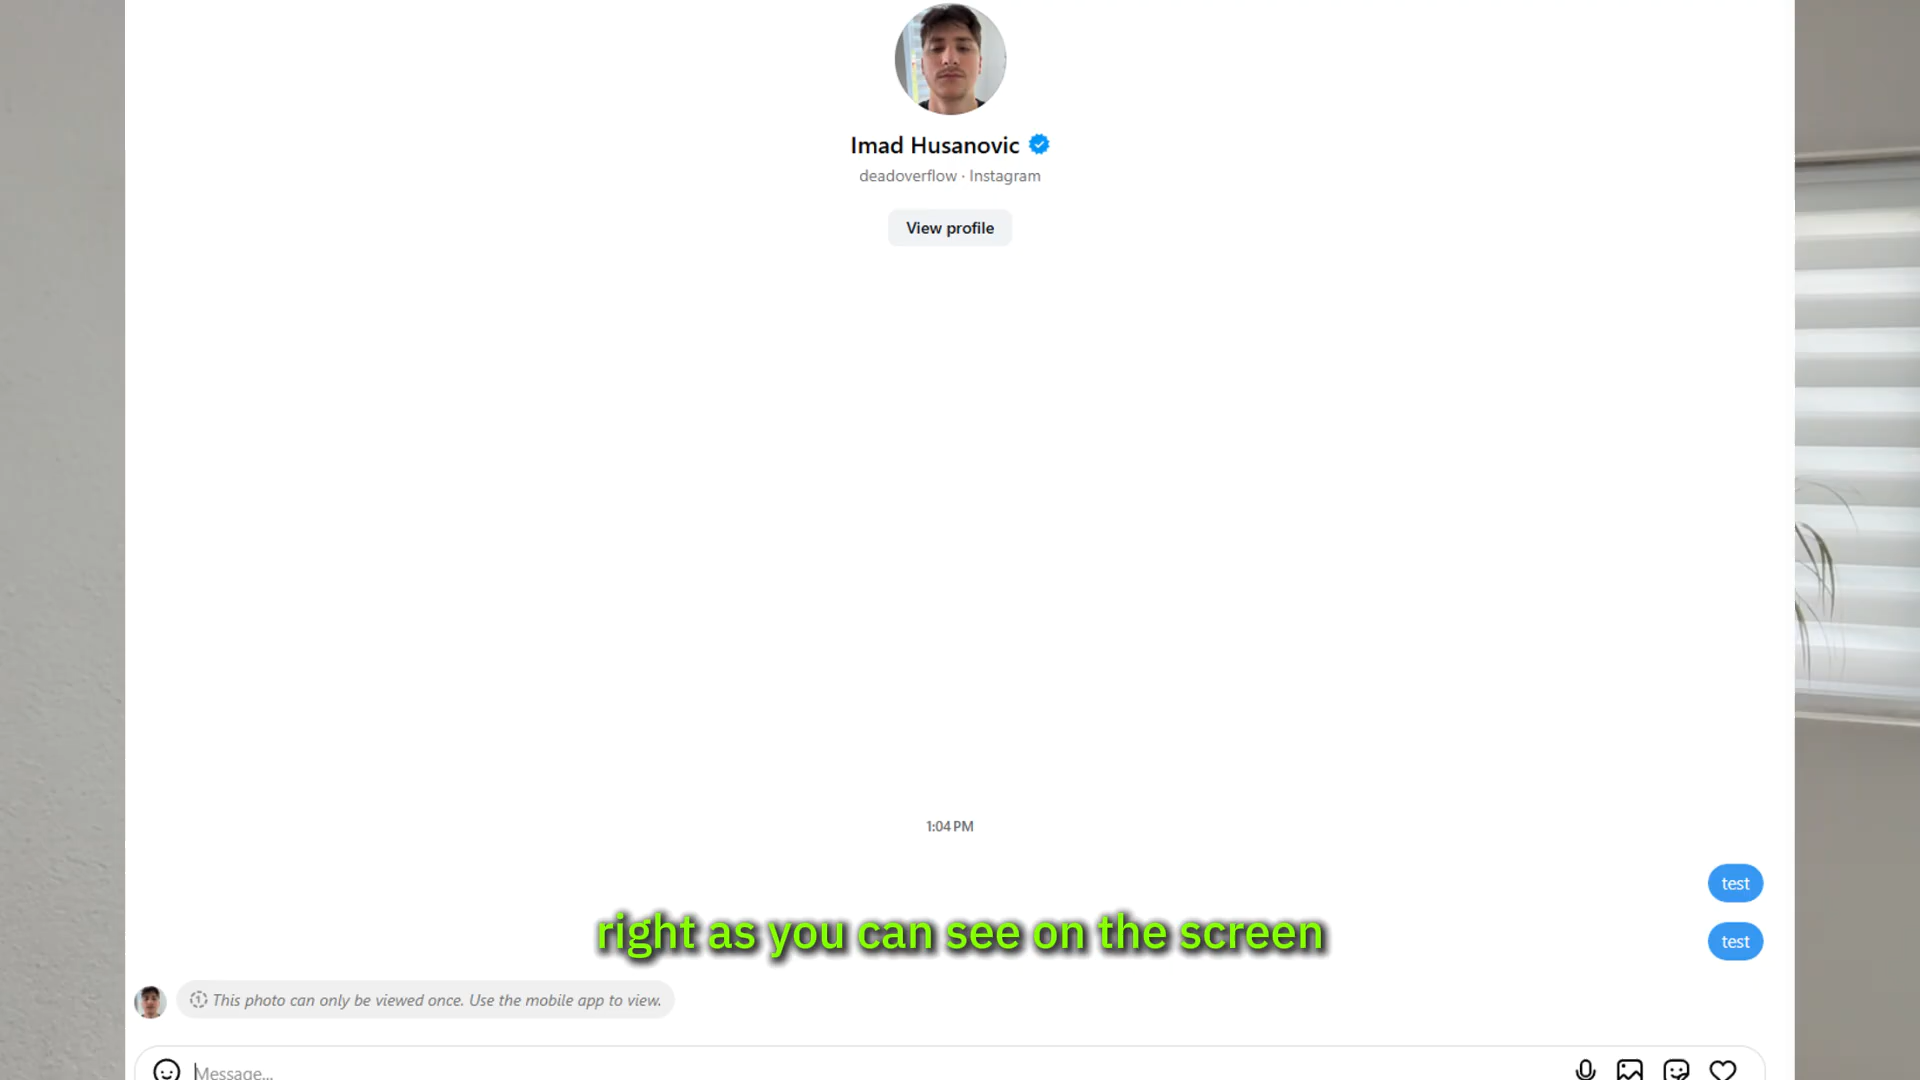 Imad Husanovic
deadoverflow · Instagram
View profile
1:04 PM
test
right as you can see on the screen
test
This photo can only be viewed once. Use the mobile app to view.
Message...